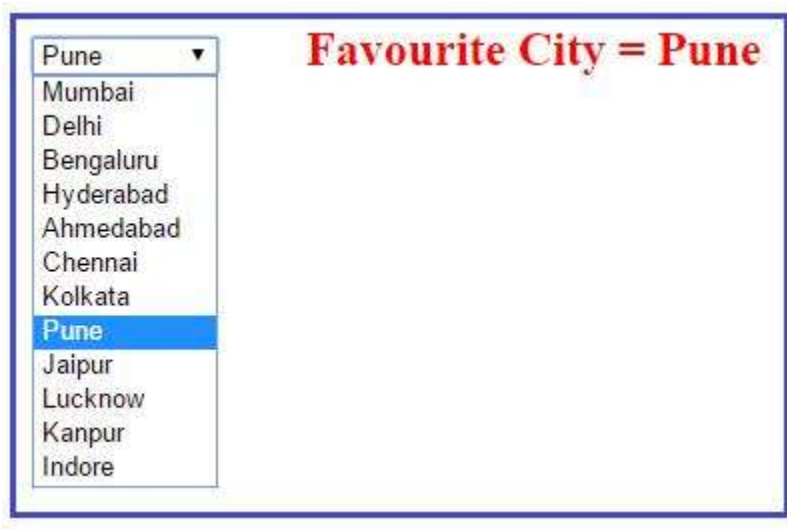 Pune
Favourite City = Pune
Mumbai
Delhi
Bengaluru
Hyderabad
Ahmedabad
Chennai
Kolkata
Pune
Jaipur
Lucknow
Kanpur
Indore